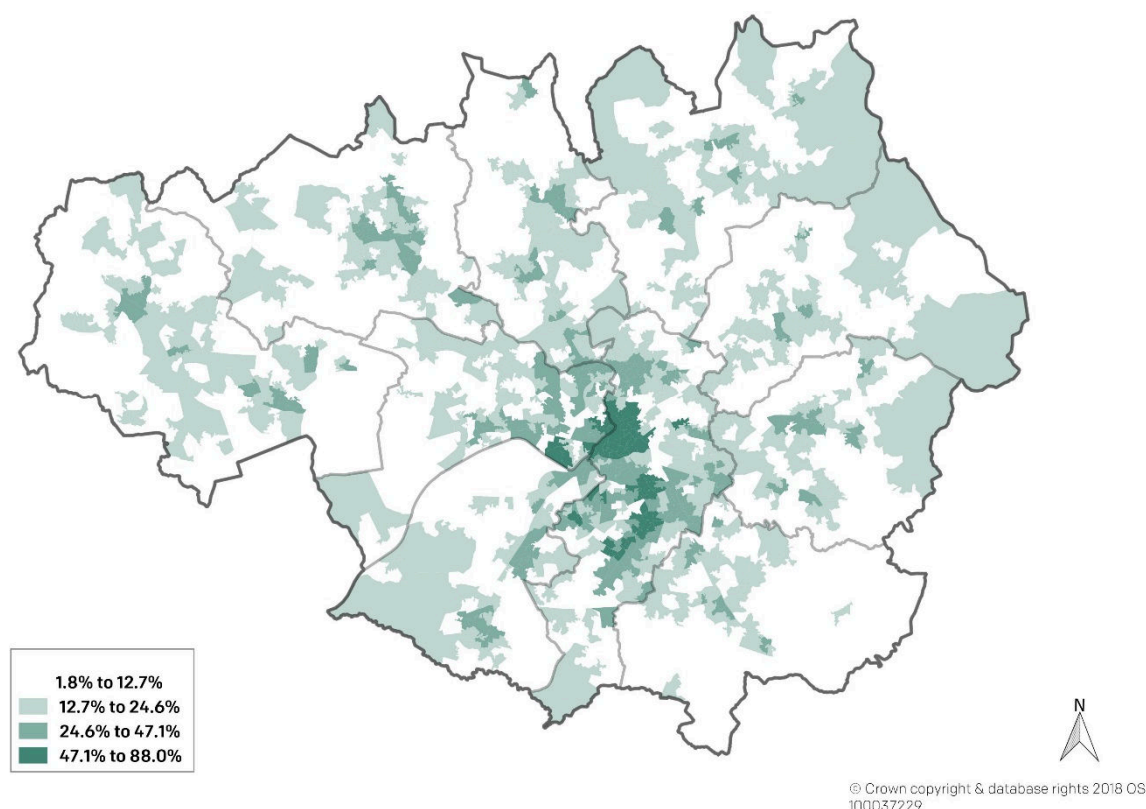 1.8% to 12.7%
12.7% to 24.6%
24.6% to 47.1%
47.1% to 88.0%
N
© Crown copyright & database rights 2018 OS
100037229